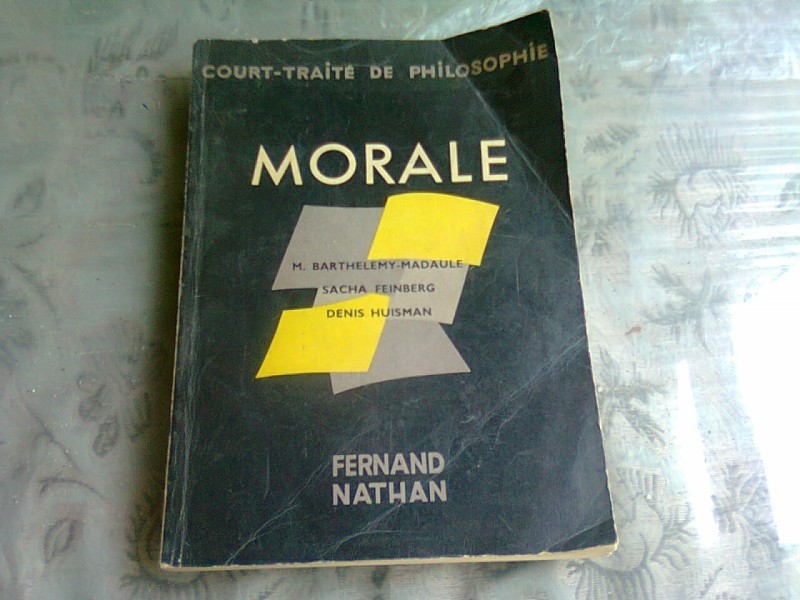 COURT-TRAITÉ DE PHILOSOPHIE
MORALE
M. BARTHELEMY-MADAULE
SACHA FEINBERG
DENIS HUISMAN
FERNAND
NATHAN